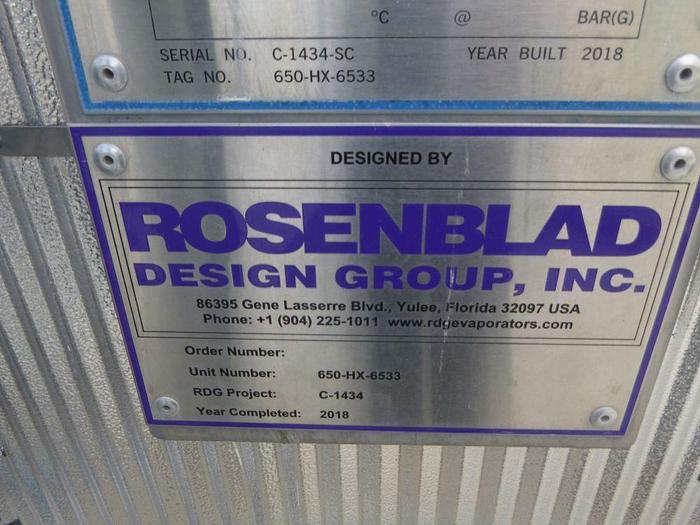 °C @ BAR(G)
SERIAL NO. C-1434-SC YEAR BUILT 2018
TAG NO. 650-HX-6533
DESIGNED BY
ROSENBLAD
DESIGN GROUP, INC.
86395 Gene Lasserre Blvd., Yulee, Florida 32097 USA
Phone: +1 (904) 225-1011 www.rdgevaporators.com
Order Number:
Unit Number: 650-HX-6533
RDG Project: C-1434
Year Completed: 2018